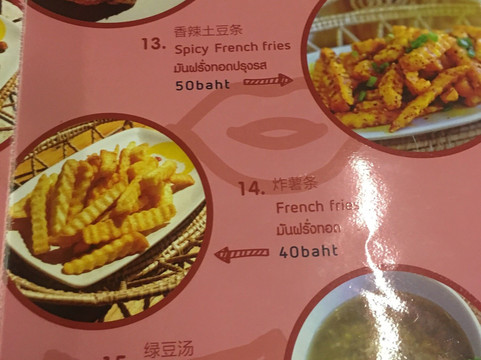 香辣土豆条
13. Spicy French fries
มันฝรั่งทอดปรุงรส
50baht
14. 炸薯条
French fries
มันฝรั่งทอด
40baht
15. 绿豆汤